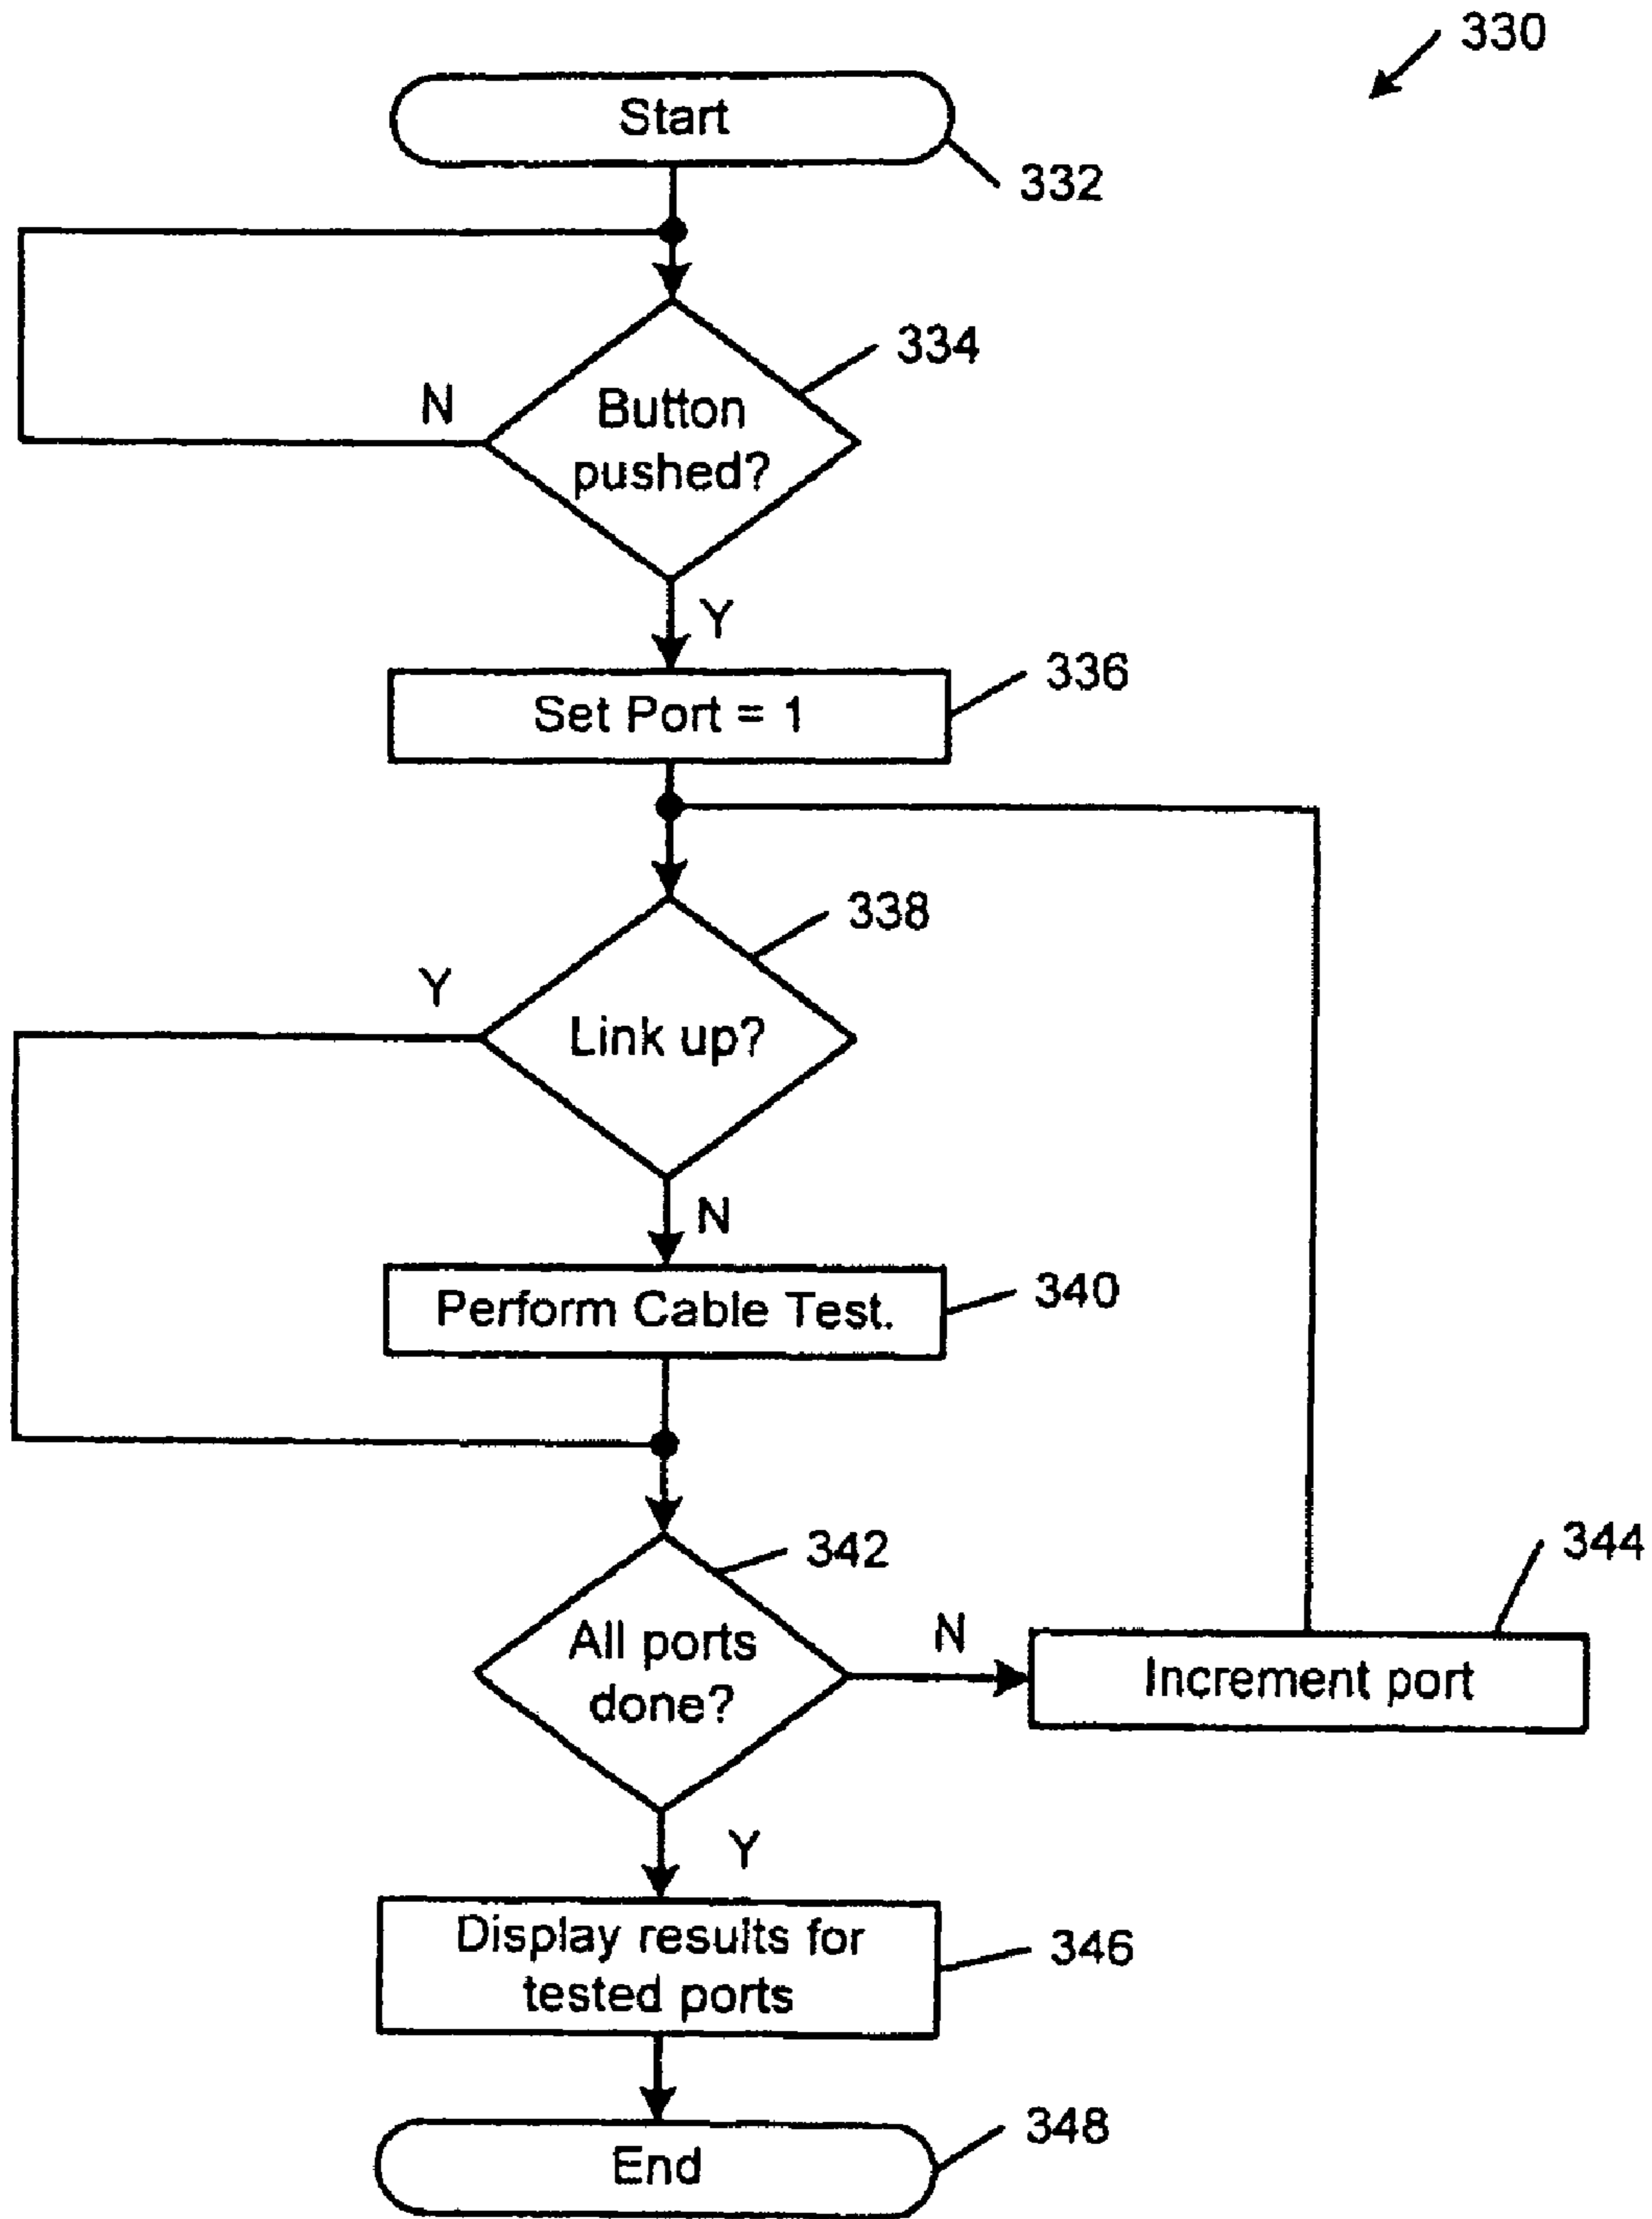 330
Start
332
334
N
Button
pushed?
Y
336
Set Port = 1
338
Y
Link up?
N
340
Perform Cable Test.
342
344
All ports
done?
N
Increment port
Y
Display results for
tested ports
346
348
End